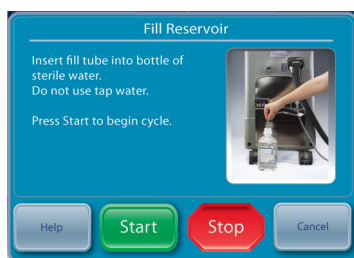 Fill Reservoir
Insert fill tube into bottle of
sterile water.
Do not use tap water.
Press Start to begin cycle.
Help
Start
Stop
Cancel